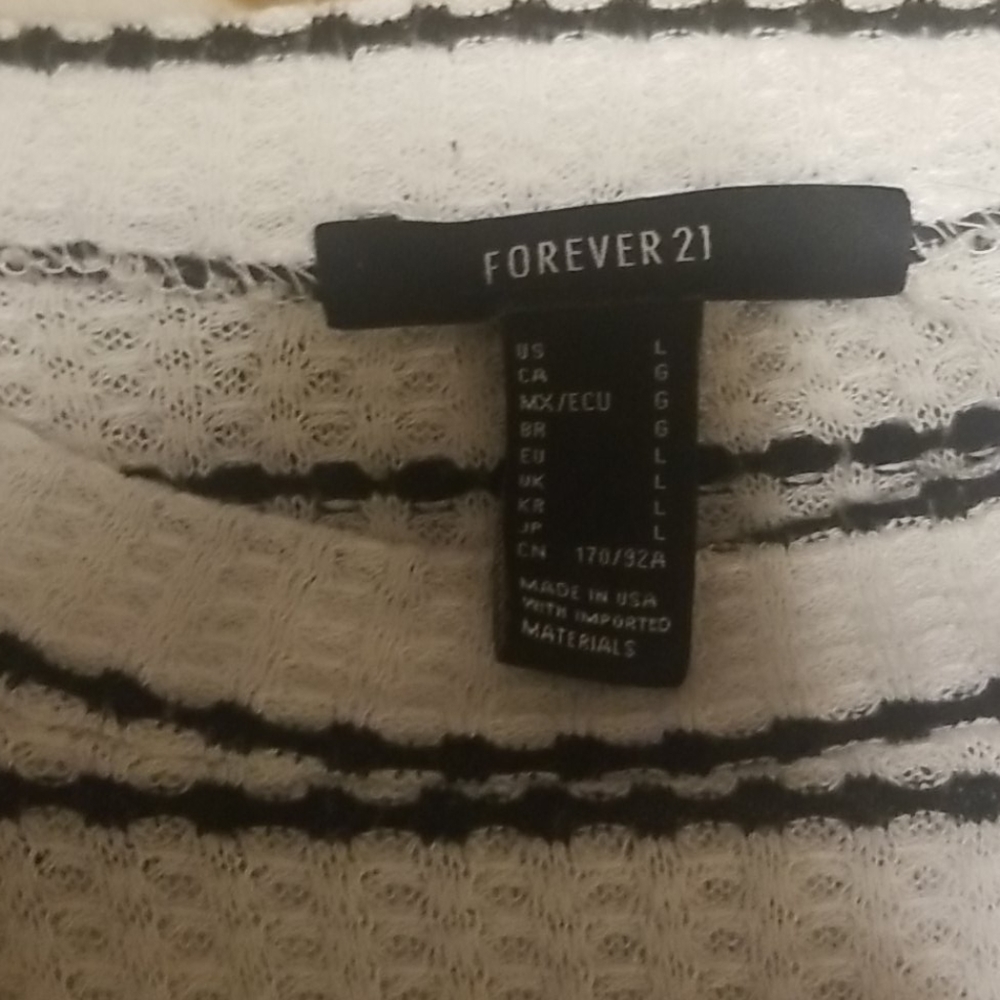 FOREVER 21
US L
CA G
MX/ECU G
BR G
EU L
UK L
KR L
JP L
CN 170/92A
MADE IN USA
WITH IMPORTED
MATERIALS